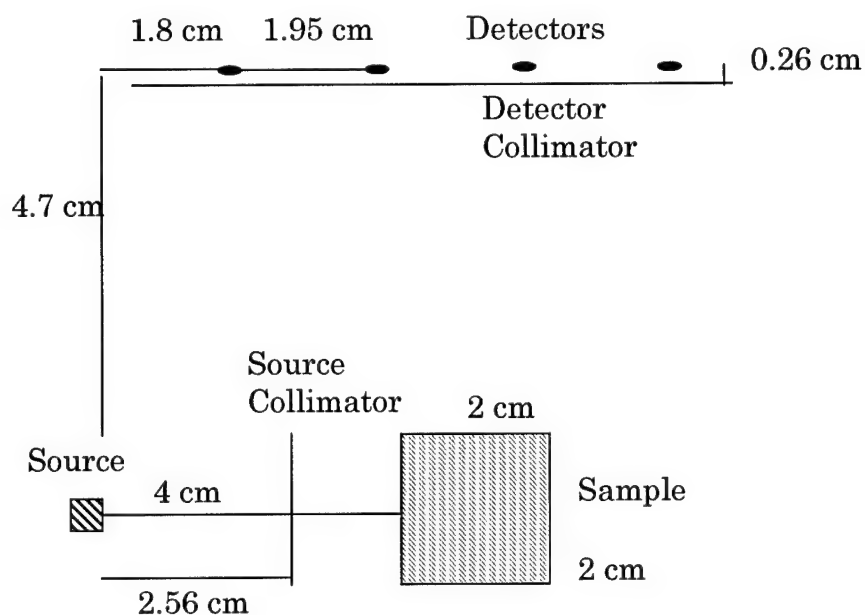 1.8 cm 1.95 cm Detectors
0.26 cm
Detector
Collimator
4.7 cm
Source
Collimator
2 cm
Source
4 cm
Sample
2 cm
2.56 cm